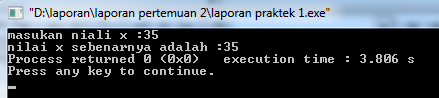 "D:\laporan\laporan pertemuan 2\laporan praktek 1.exe"
masukan niali x :35
nilai x sebenarnya adalah :35
Process returned 0 (0x0)   execution time : 3.806 s
Press any key to continue.